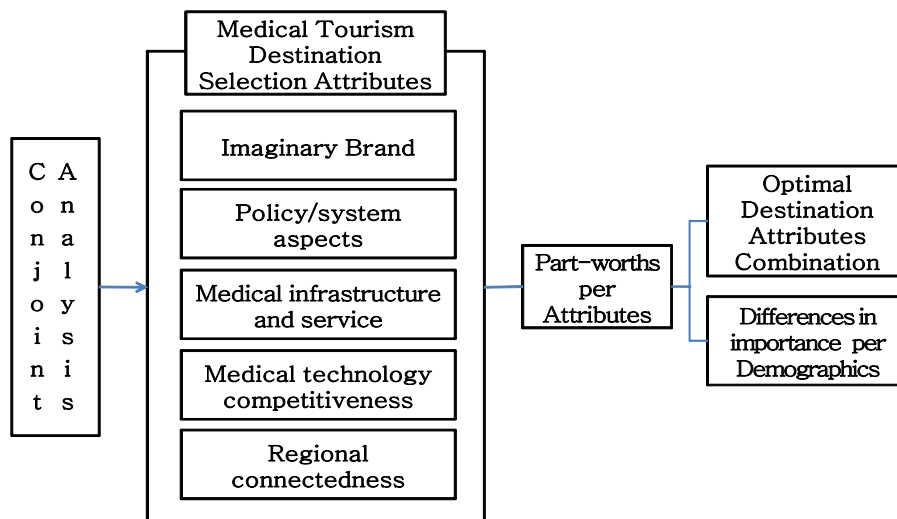 Conjoint
Analysis
Medical Tourism
Destination
Selection Attributes
Imaginary Brand
Policy/system
aspects
Medical infrastructure
and service
Medical technology
competitiveness
Regional
connectedness
Part-worths
per
Attributes
Optimal
Destination
Attributes
Combination
Differences in
importance per
Demographics